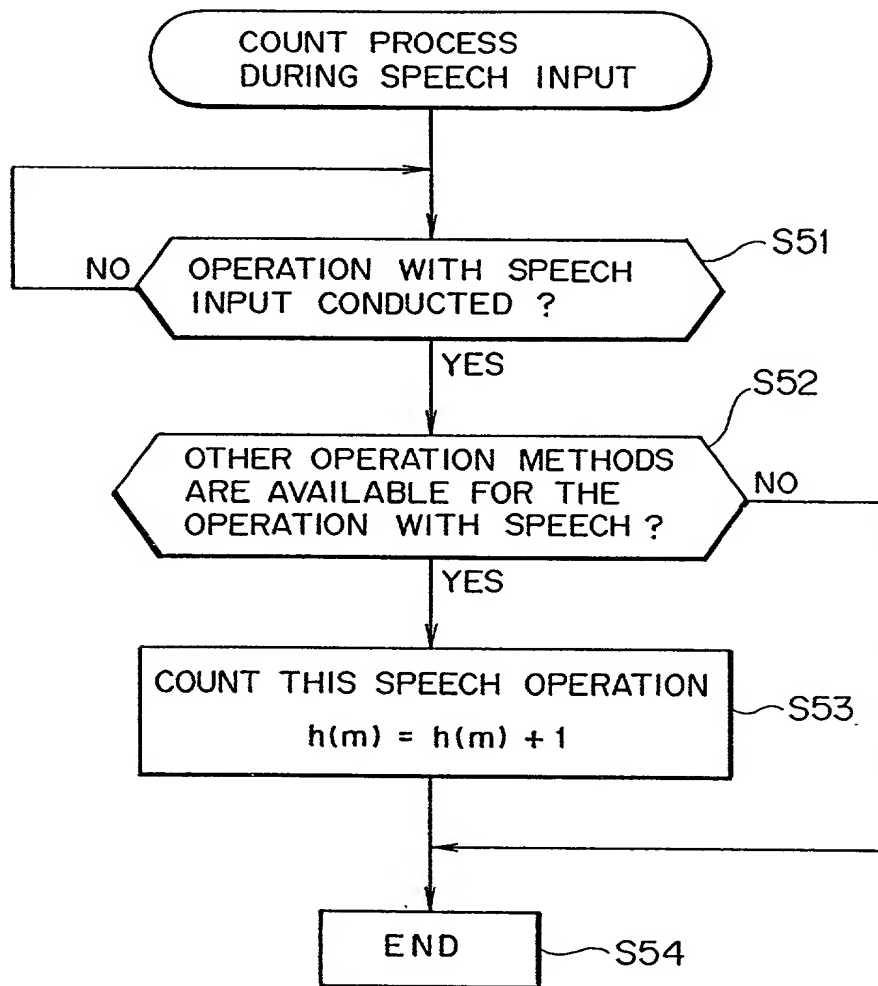 COUNT PROCESS
DURING SPEECH INPUT
S51
NO
OPERATION WITH SPEECH
INPUT CONDUCTED ?
YES
S52
OTHER OPERATION METHODS
ARE AVAILABLE FOR THE
OPERATION WITH SPEECH ?
NO
YES
COUNT THIS SPEECH OPERATION
h(m) = h(m) + 1
S53
END
S54